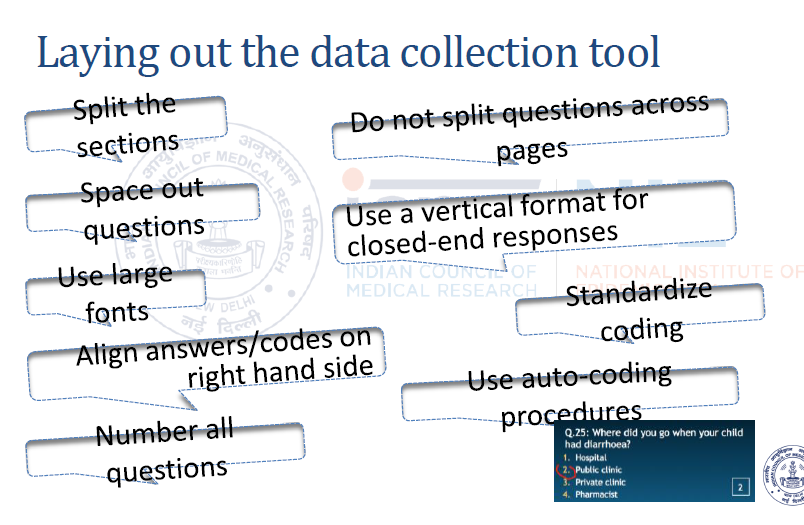 Laying out the data collection tool
Split the
sections
Space out
questions
Use large
fonts
Align answers/codes on
right hand side
Number all
questions
Do not split questions across
pages
Use a vertical format for
closed-end responses
Standardize
coding
Use auto-coding
procedures
Q.25: Where did you go when your child
had diarrhoea?
1. Hospital
2. Public clinic
3. Private clinic
4. Pharmacist
2
INDIAN COUNCIL OF
MEDICAL RESEARCH
NATIONAL INSTITUTE OF
COUNCIL OF MEDICAL RESEARCH
NEW DELHI
नई दिल्ली